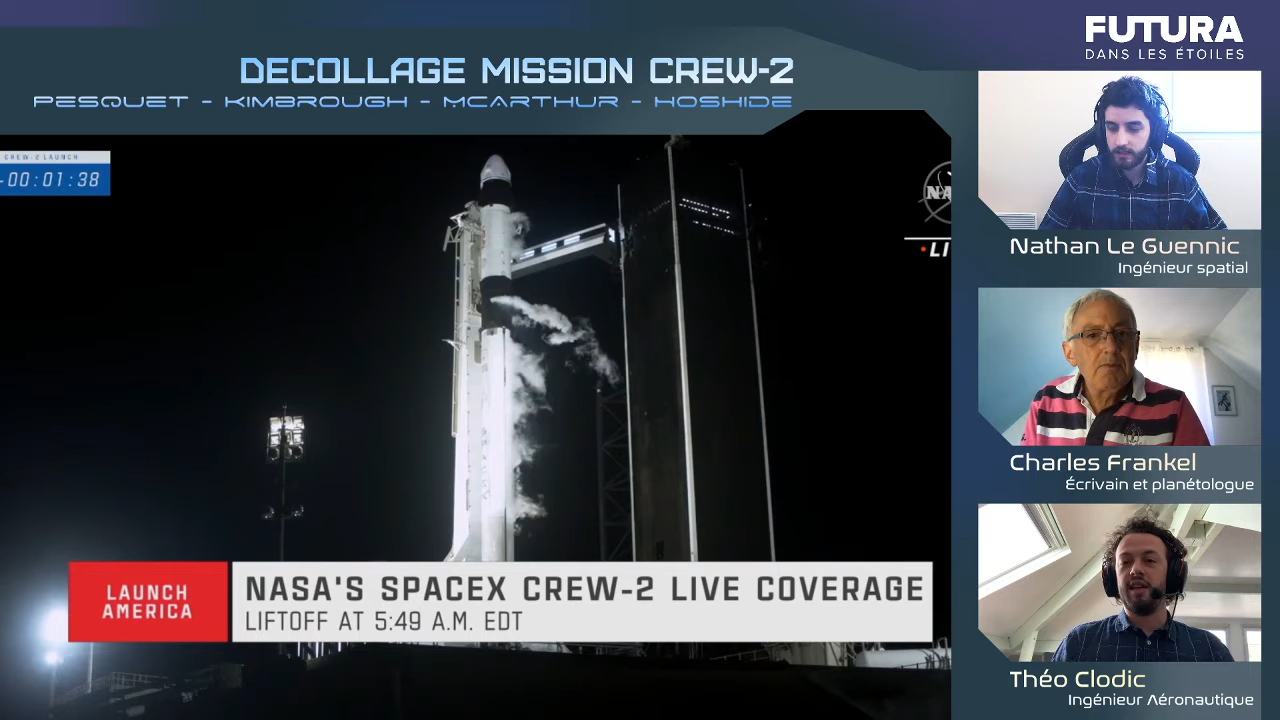 FUTURA
DANS LES ÉTOILES
DECOLLAGE MISSION CREW-2
PESQUET - KIMBROUGH - MCARTHUR - HOSHIDE
CREW-2 LAUNCH
-00:01:38
NA
LI
Nathan Le Guennic
Ingénieur spatial
Charles Frankel
Écrivain et planétologue
LAUNCH
AMERICA
NASA'S SPACEX CREW-2 LIVE COVERAGE
LIFTOFF AT 5:49 A.M. EDT
Théo Clodic
Ingénieur Aéronautique